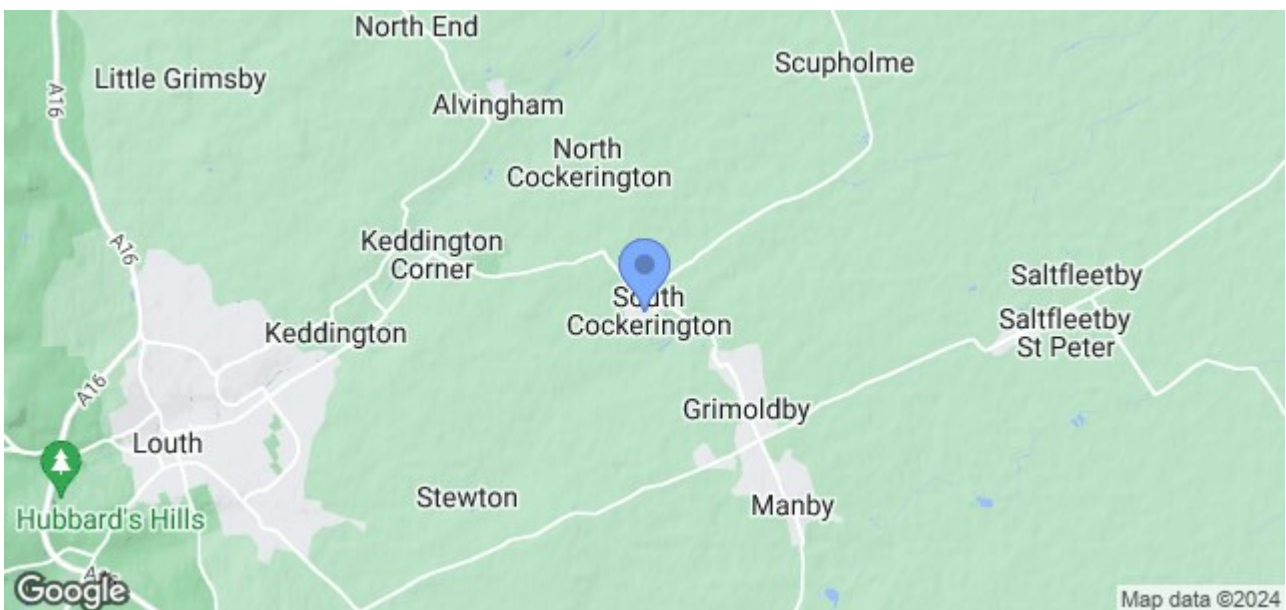 North End
Little Grimsby
Scupholme
A16
Alvingham
North
Cockerington
A16
Keddington
Corner
South
Cockerington
Saltfleetby
Saltfleetby
St Peter
Keddington
A16
Grimoldby
Louth
Stewton
Manby
Hubbard's Hills
Google
Map data ©2024